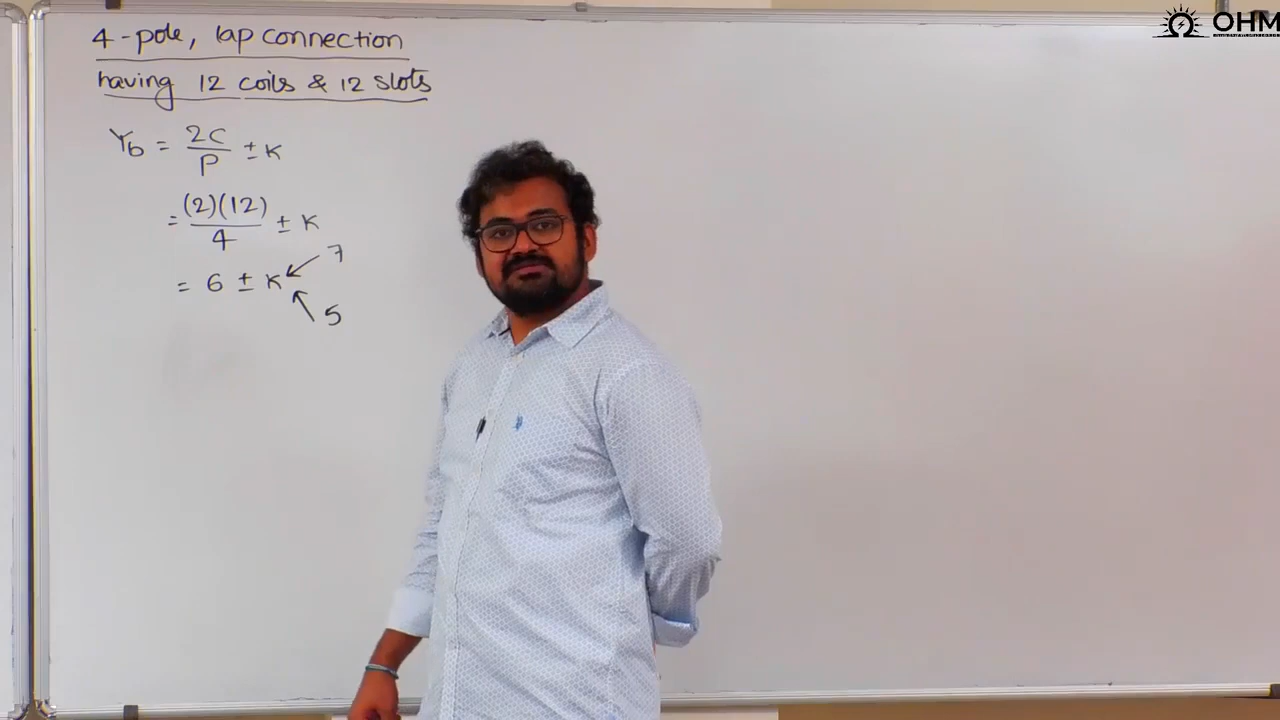 4-pole, lap connection
having 12 coils & 12 slots
Yb = 2C/P ± K
= (2)(12)/4 ± K
= 6 ± K
7
5
OHM